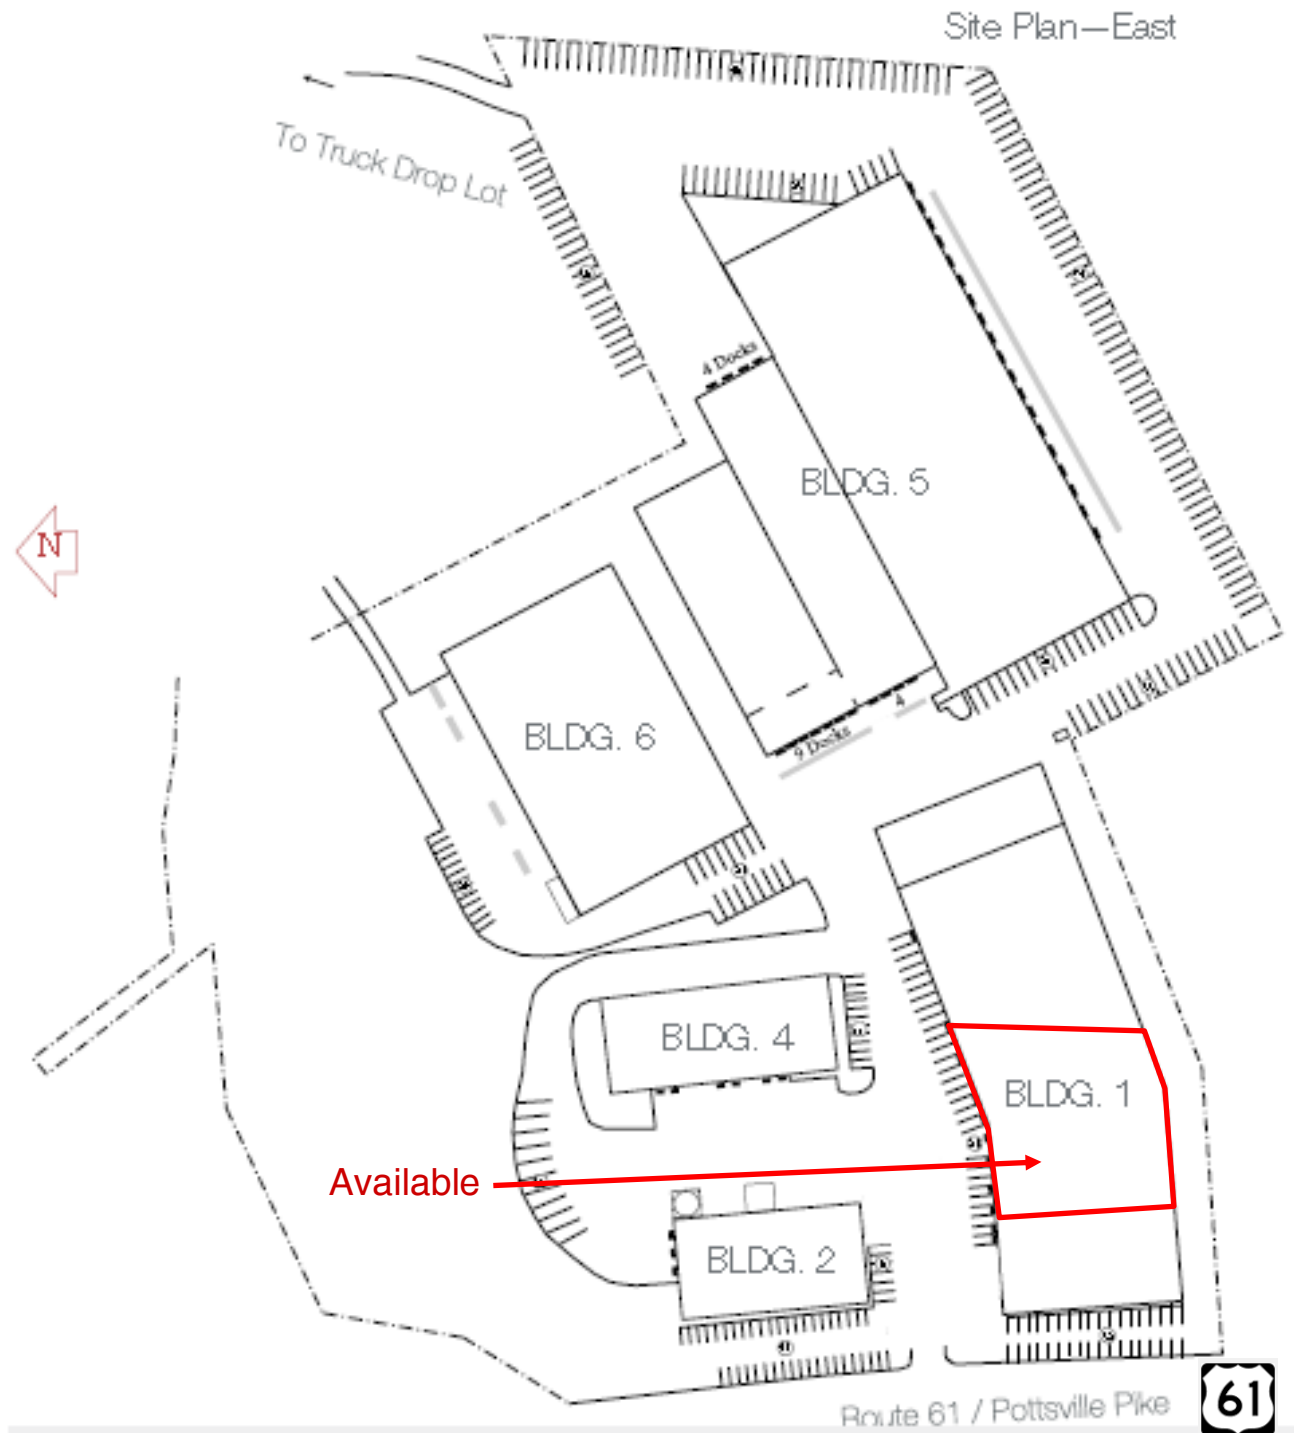 Site Plan—East
To Truck Drop Lot
4 Docks
BLDG. 5
N
BLDG. 6
9 Docks
4
BLDG. 4
BLDG. 1
Available
BLDG. 2
Route 61 / Pottsville Pike
61